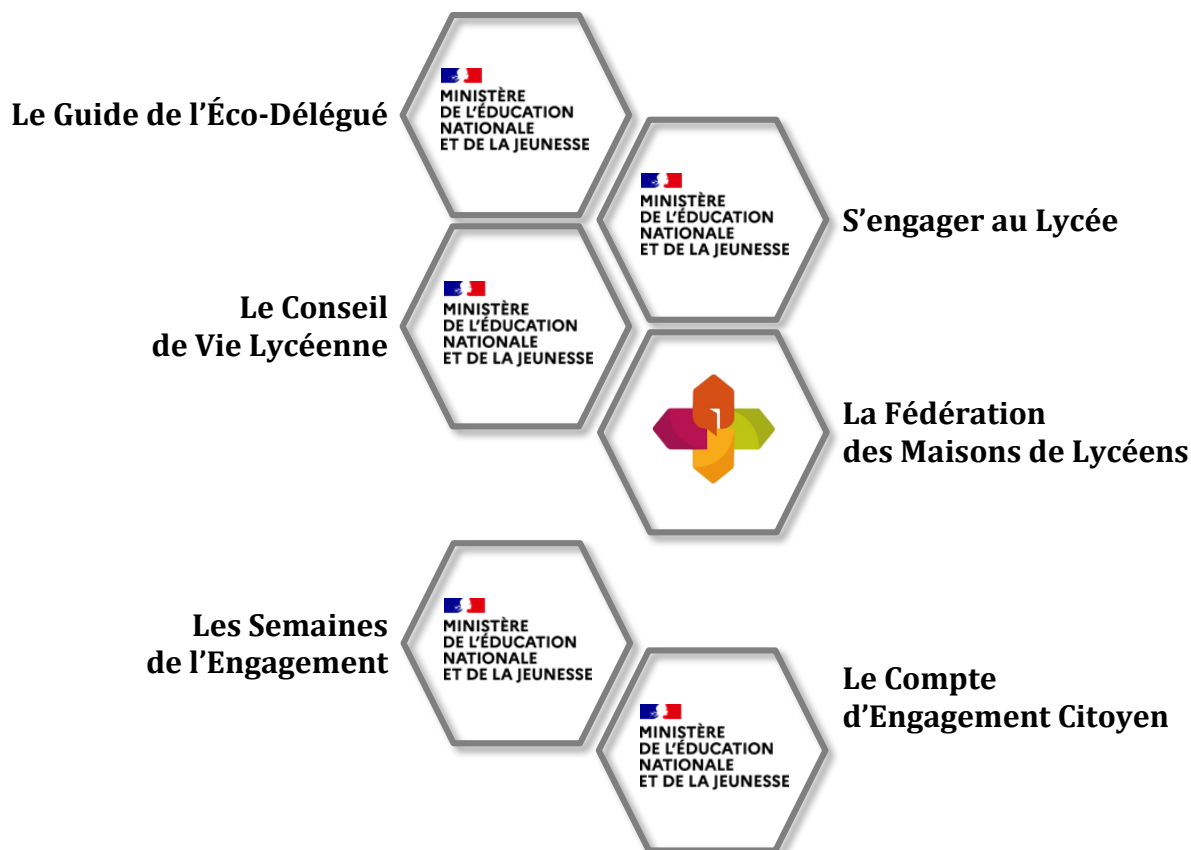 Le Guide de l’Éco-Délégué
MINISTÈRE
DE L’ÉDUCATION
NATIONALE
ET DE LA JEUNESSE
MINISTÈRE
DE L’ÉDUCATION
NATIONALE
ET DE LA JEUNESSE
S’engager au Lycée
Le Conseil
de Vie Lycéenne
MINISTÈRE
DE L’ÉDUCATION
NATIONALE
ET DE LA JEUNESSE
La Fédération
des Maisons de Lycéens
Les Semaines
de l’Engagement
MINISTÈRE
DE L’ÉDUCATION
NATIONALE
ET DE LA JEUNESSE
MINISTÈRE
DE L’ÉDUCATION
NATIONALE
ET DE LA JEUNESSE
Le Compte
d’Engagement Citoyen